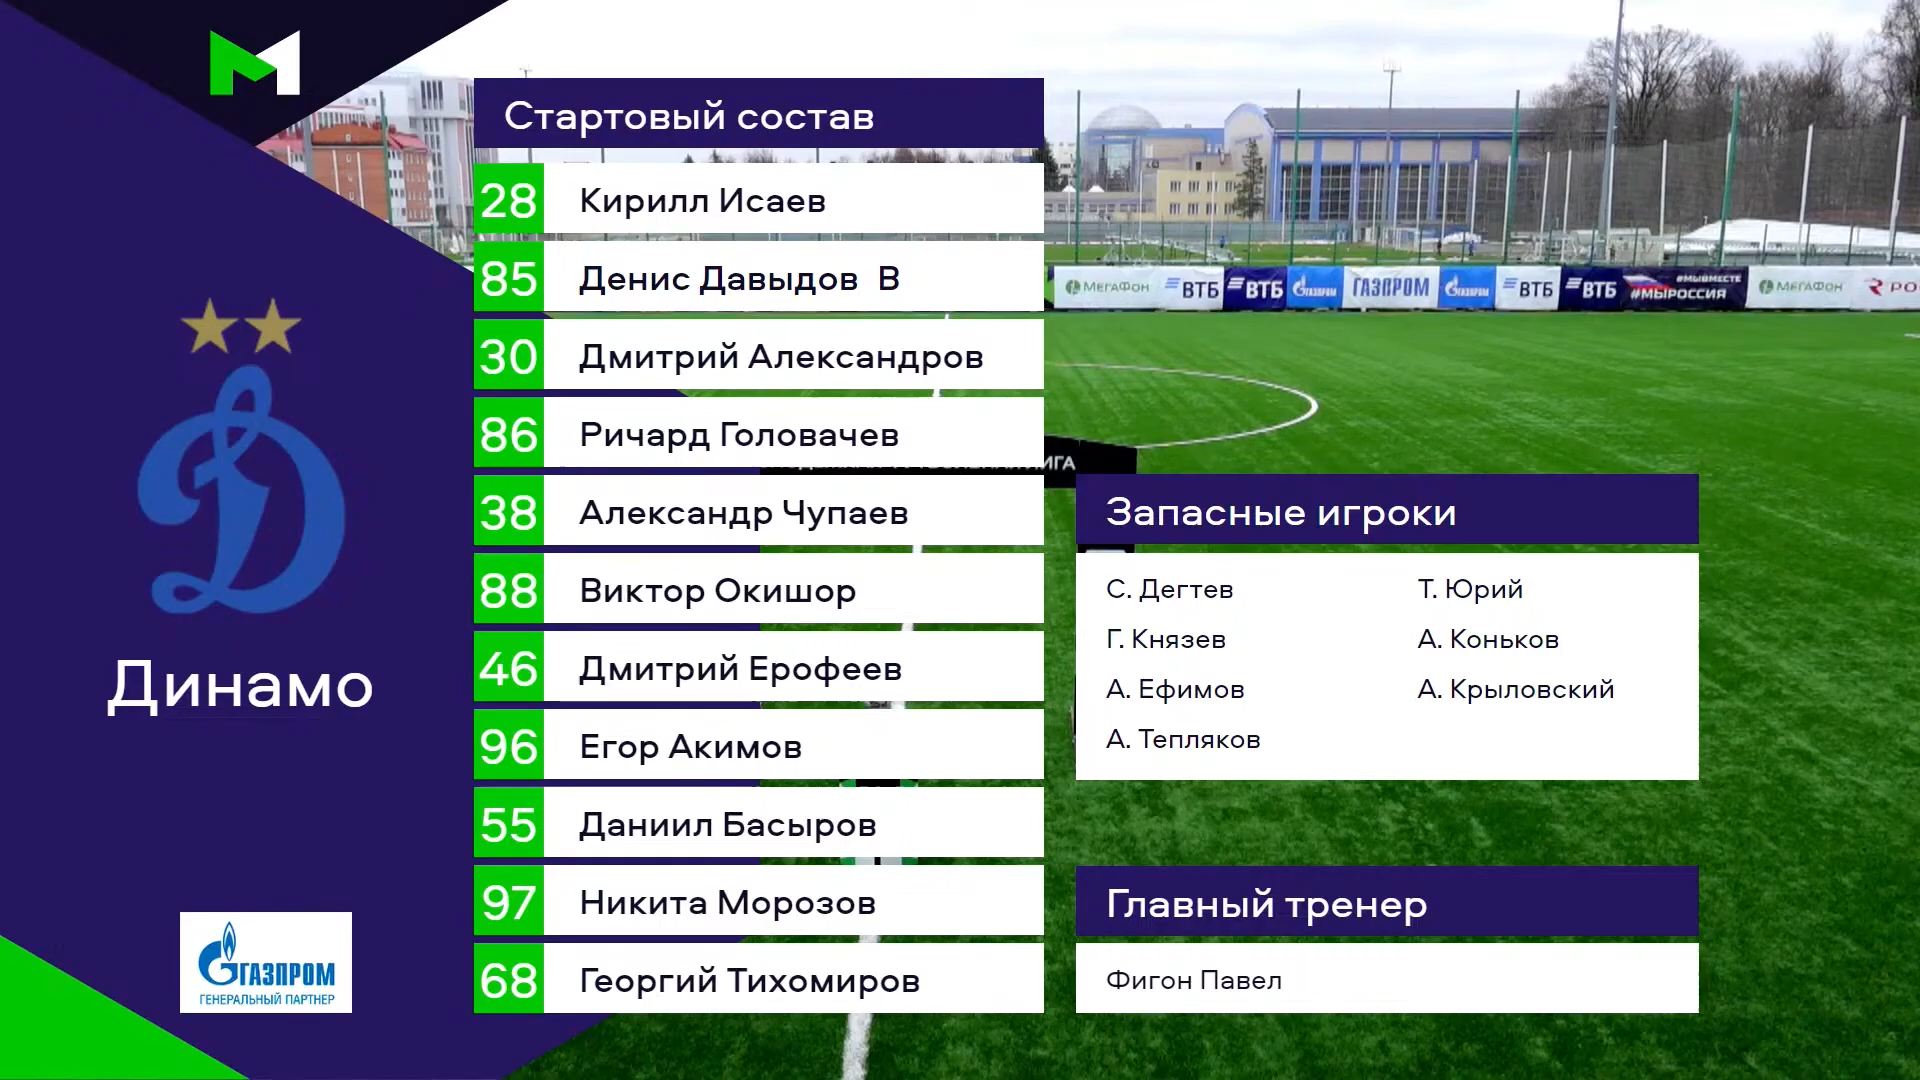 Стартовый состав
28 Кирилл Исаев
85 Денис Давыдов В
30 Дмитрий Александров
86 Ричард Головачев
38 Александр Чупаев
88 Виктор Окишор
46 Дмитрий Ерофеев
96 Егор Акимов
55 Даниил Басыров
97 Никита Морозов
68 Георгий Тихомиров
Динамо
ГАЗПРОМ
ГЕНЕРАЛЬНЫЙ ПАРТНЕР
МЕГАФОН ВТБ ВТБ ГАЗПРОМ ГАЗПРОМ ГАЗПРОМ ВТБ ВТБ #МЫВМЕСТЕ #МЫРОССИЯ МЕГАФОН
Запасные игроки
С. Дегтев Т. Юрий
Г. Князев А. Коньков
А. Ефимов А. Крыловский
А. Тепляков
Главный тренер
Фигон Павел